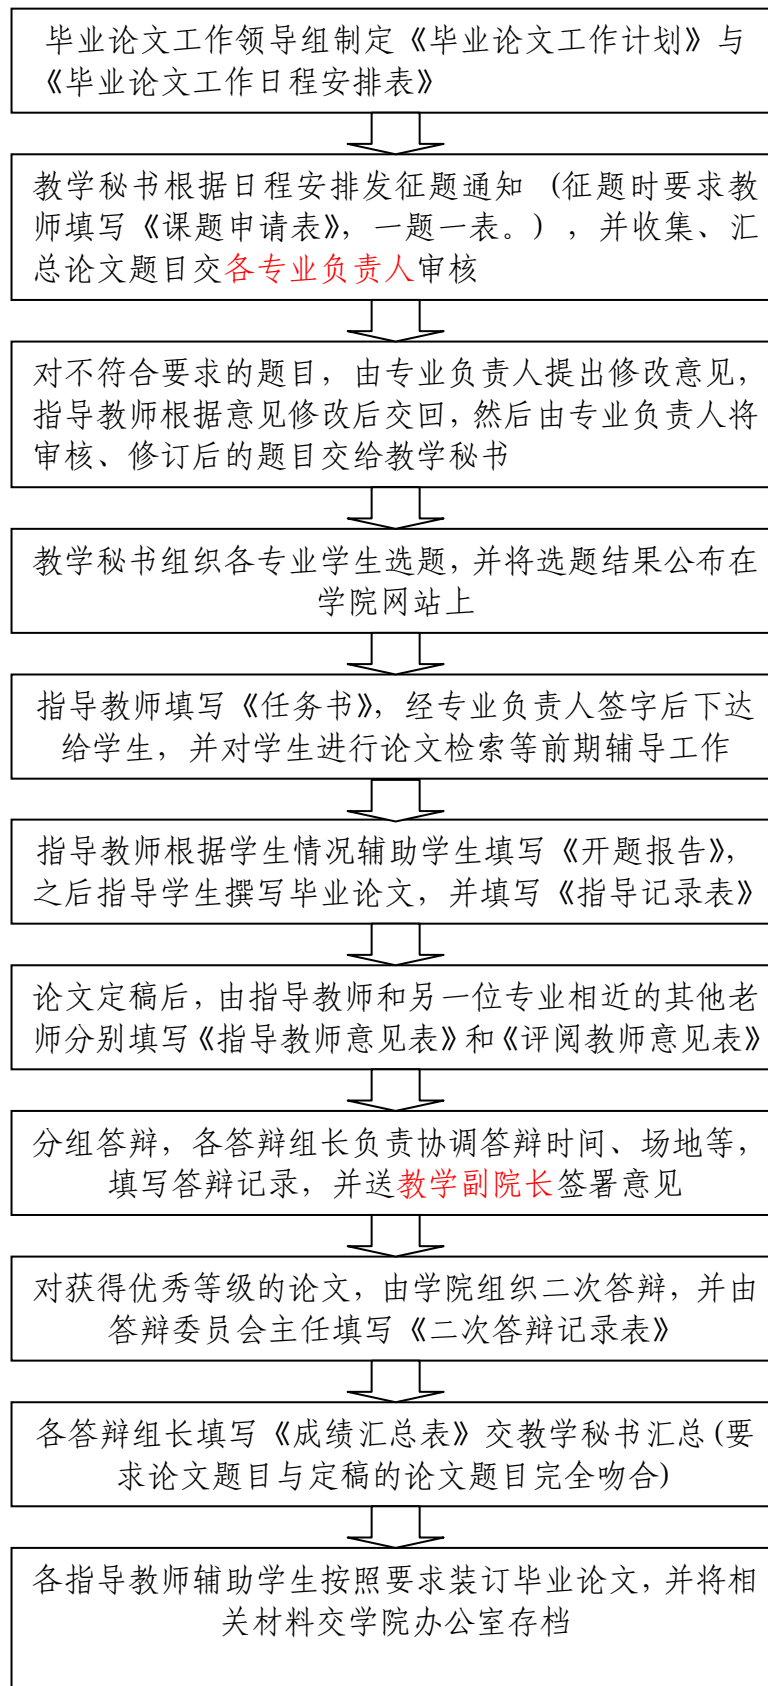 毕业论文工作领导组制定《毕业论文工作计划》与
《毕业论文工作日程安排表》
教学秘书根据日程安排发征题通知 (征题时要求教
师填写《课题申请表》，一题一表。) ，并收集、汇
总论文题目交各专业负责人审核
对不符合要求的题目，由专业负责人提出修改意见，
指导教师根据意见修改后交回，然后由专业负责人将
审核、修订后的题目交给教学秘书
教学秘书组织各专业学生选题，并将选题结果公布在
学院网站上
指导教师填写《任务书》，经专业负责人签字后下达
给学生，并对学生进行论文检索等前期辅导工作
指导教师根据学生情况辅助学生填写《开题报告》，
之后指导学生撰写毕业论文，并填写《指导记录表》
论文定稿后，由指导教师和另一位专业相近的其他老
师分别填写《指导教师意见表》和《评阅教师意见表》
分组答辩，各答辩组长负责协调答辩时间、场地等，
填写答辩记录，并送教学副院长签署意见
对获得优秀等级的论文，由学院组织二次答辩，并由
答辩委员会主任填写《二次答辩记录表》
各答辩组长填写《成绩汇总表》交教学秘书汇总(要
求论文题目与定稿的论文题目完全吻合)
各指导教师辅助学生按照要求装订毕业论文，并将相
关材料交学院办公室存档